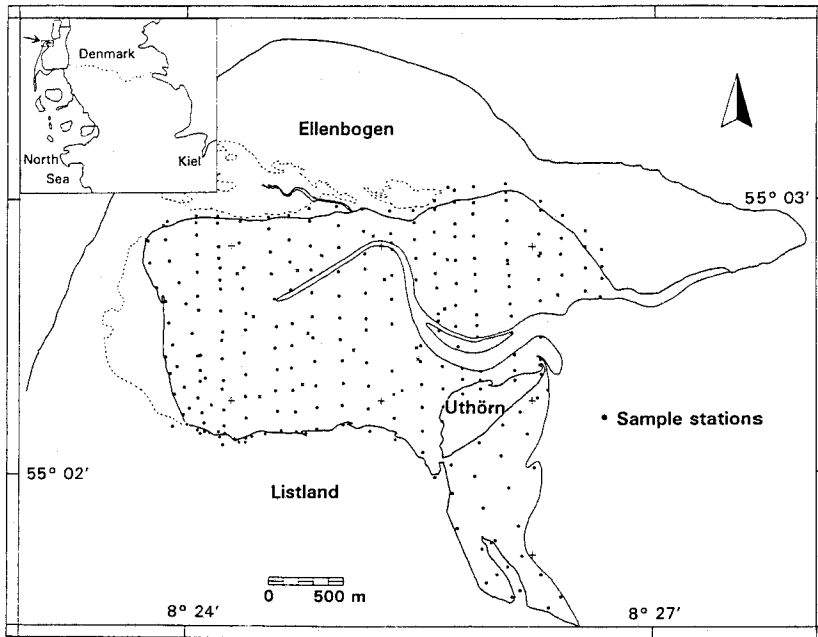 Denmark
North
Sea
Kiel
Ellenbogen
55° 03′
Uthörn
Sample stations
55° 02′
Listland
0 500 m
8° 24′
8° 27′